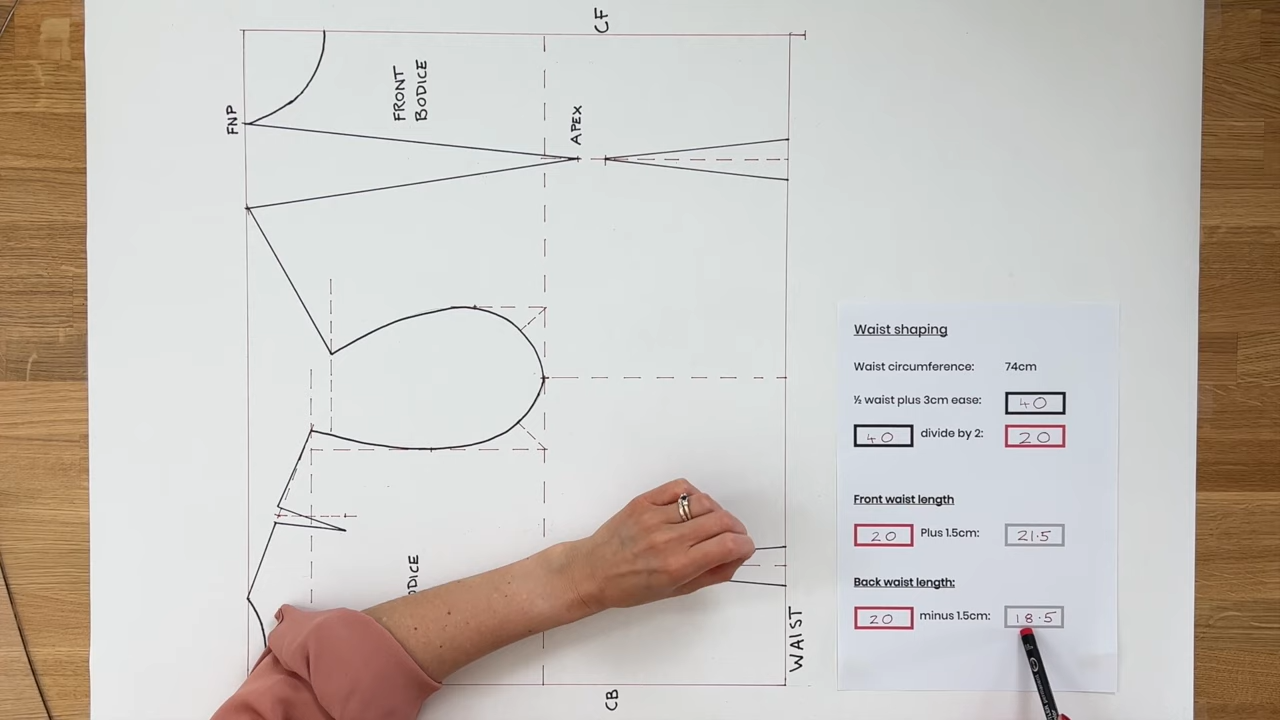 CF
FNP
FRONT
BODICE
APEX
WAIST
CB
Waist shaping
Waist circumference: 74cm
½ waist plus 3cm ease: 40
40 divide by 2: 20
Front waist length
20 Plus 1.5cm: 21.5
Back waist length:
20 minus 1.5cm: 18.5